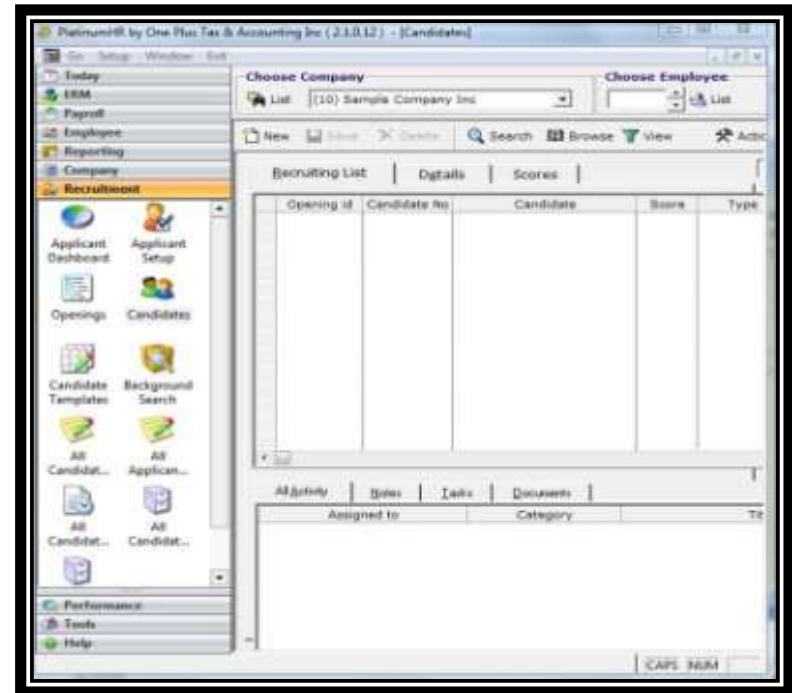 PlatinumHR by One Plus Tax & Accounting Inc ( 2.1.0.12 ) - [Candidates]
Go Setup Window Exit
Today
ERM
Payroll
Employee
Reporting
Company
Recruitment
Applicant Dashboard
Applicant Setup
Openings
Candidates
Candidate Templates
Background Search
All Candidat...
All Applican...
All Candidat...
All Candidat...
Performance
Tools
Help
Choose Company
Choose Employee
List (10) Sample Company Inc
List
New Save Delete Search Browse View Actio
Recruiting List Details Scores
Opening Id Candidate No Candidate Score Type
All Activity Notes Tasks Documents
Assigned to Category Tit
CAPS NUM